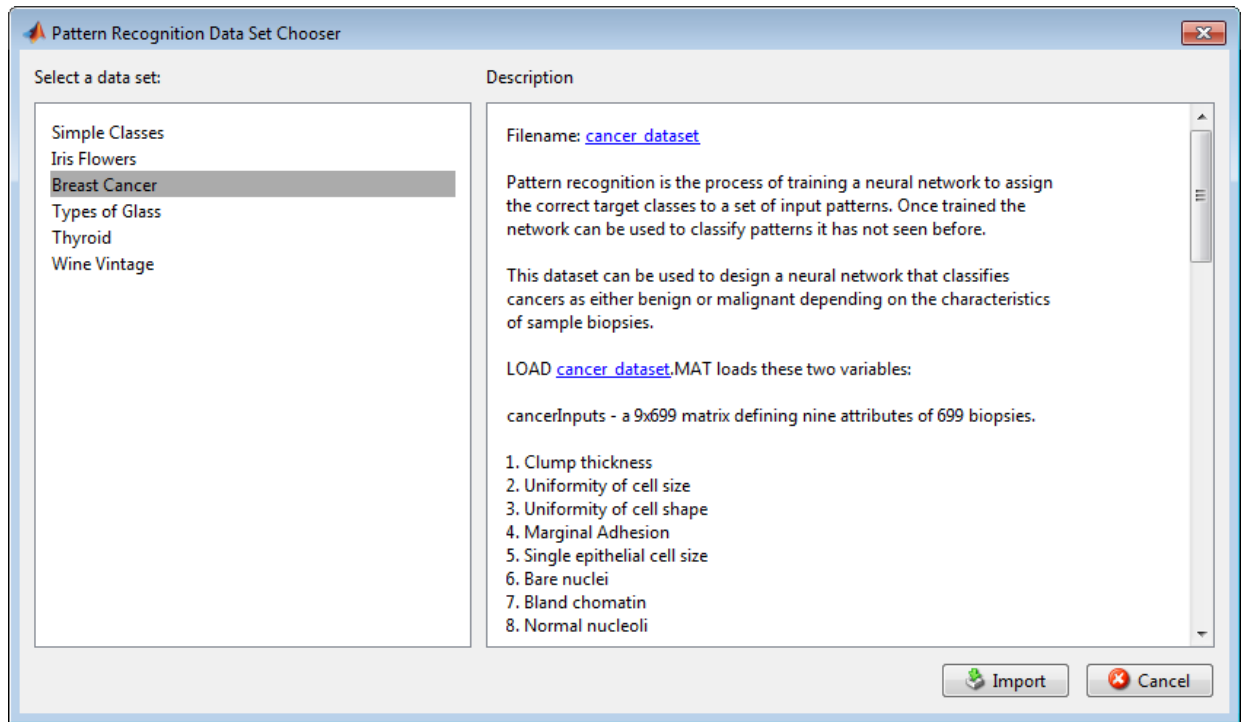 Pattern Recognition Data Set Chooser
Select a data set:
Simple Classes
Iris Flowers
Breast Cancer
Types of Glass
Thyroid
Wine Vintage
Description
Filename: cancer_dataset
Pattern recognition is the process of training a neural network to assign
the correct target classes to a set of input patterns. Once trained the
network can be used to classify patterns it has not seen before.
This dataset can be used to design a neural network that classifies
cancers as either benign or malignant depending on the characteristics
of sample biopsies.
LOAD cancer_dataset.MAT loads these two variables:
cancerInputs - a 9x699 matrix defining nine attributes of 699 biopsies.
1. Clump thickness
2. Uniformity of cell size
3. Uniformity of cell shape
4. Marginal Adhesion
5. Single epithelial cell size
6. Bare nuclei
7. Bland chomatin
8. Normal nucleoli
Import
Cancel